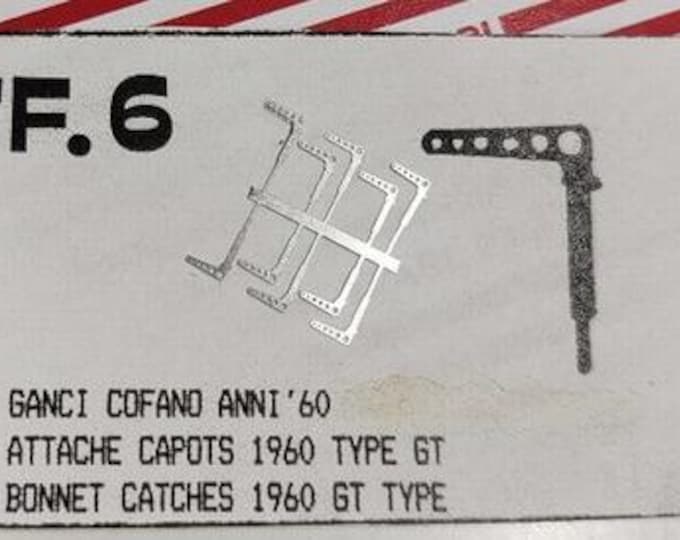 F.6
GANCI COFANO ANNI'60
ATTACHE CAPOTS 1960 TYPE GT
BONNET CATCHES 1960 GT TYPE